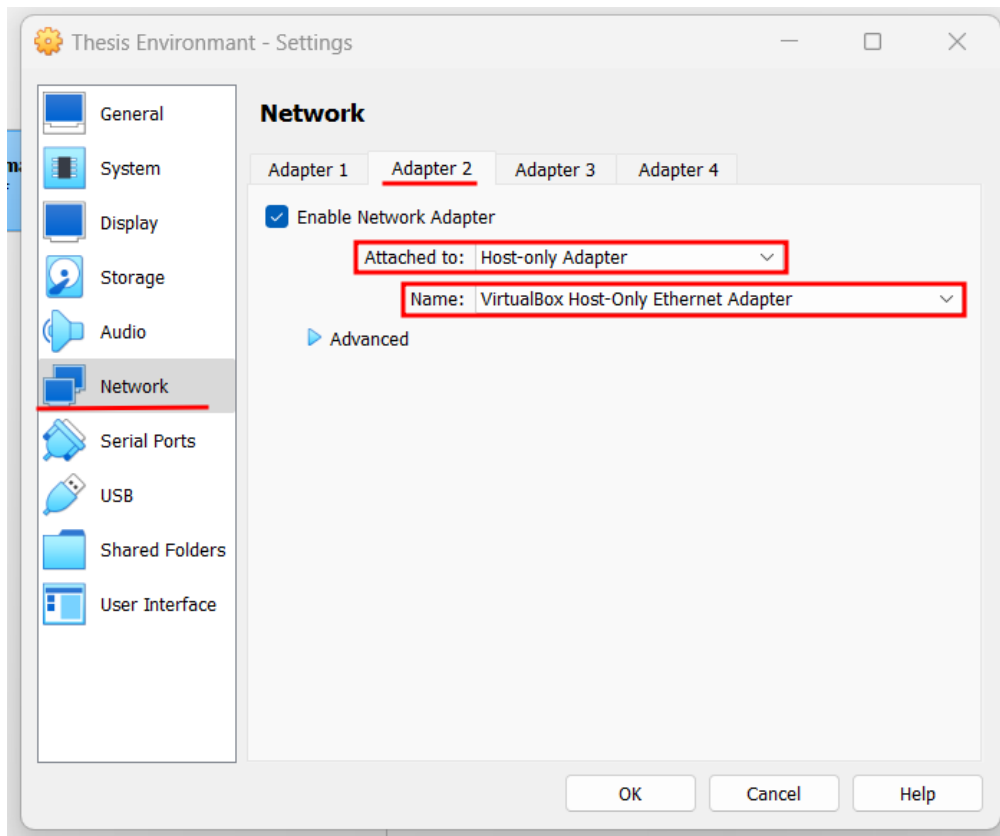 Thesis Environmant - Settings
General
System
Display
Storage
Audio
Network
Serial Ports
USB
Shared Folders
User Interface
Network
Adapter 1 Adapter 2 Adapter 3 Adapter 4
Enable Network Adapter
Attached to: Host-only Adapter
Name: VirtualBox Host-Only Ethernet Adapter
Advanced
OK Cancel Help